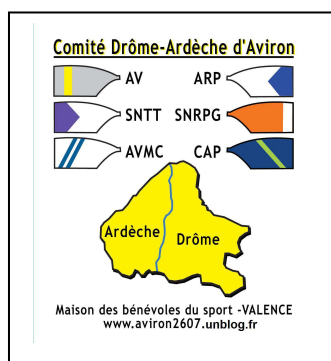 Comité Drôme-Ardèche d'Aviron
AV ARP
SNTT SNRPG
AVMC CAP
Ardèche Drôme
Maison des bénévoles du sport -VALENCE
www.aviron2607.unblog.fr